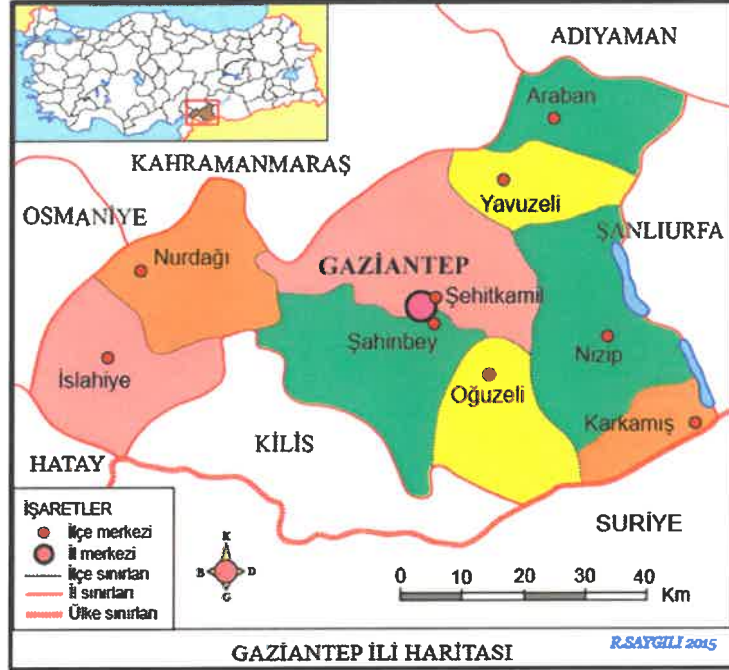 ADIYAMAN
Araban
KAHRAMANMARAŞ
Yavuzeli
OSMANİYE
ŞANLIURFA
Nurdağı
GAZİANTEP
Şehitkamil
Şahinbey
Nizip
İslahiye
Oğuzeli
Karkamış
KİLİS
HATAY
SURİYE
İŞARETLER
İlçe merkezi
İl merkezi
İlçe sınırları
İl sınırları
Ülke sınırları
K
B D
G
0 10 20 30 40
Km
GAZİANTEP İLİ HARİTASI
R.SAYGILI 2015